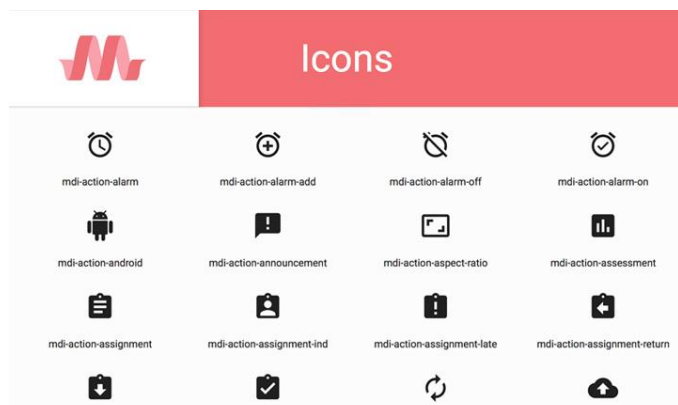 Icons
mdi-action-alarm mdi-action-alarm-add mdi-action-alarm-off mdi-action-alarm-on
mdi-action-android mdi-action-announcement mdi-action-aspect-ratio mdi-action-assessment
mdi-action-assignment mdi-action-assignment-ind mdi-action-assignment-late mdi-action-assignment-return